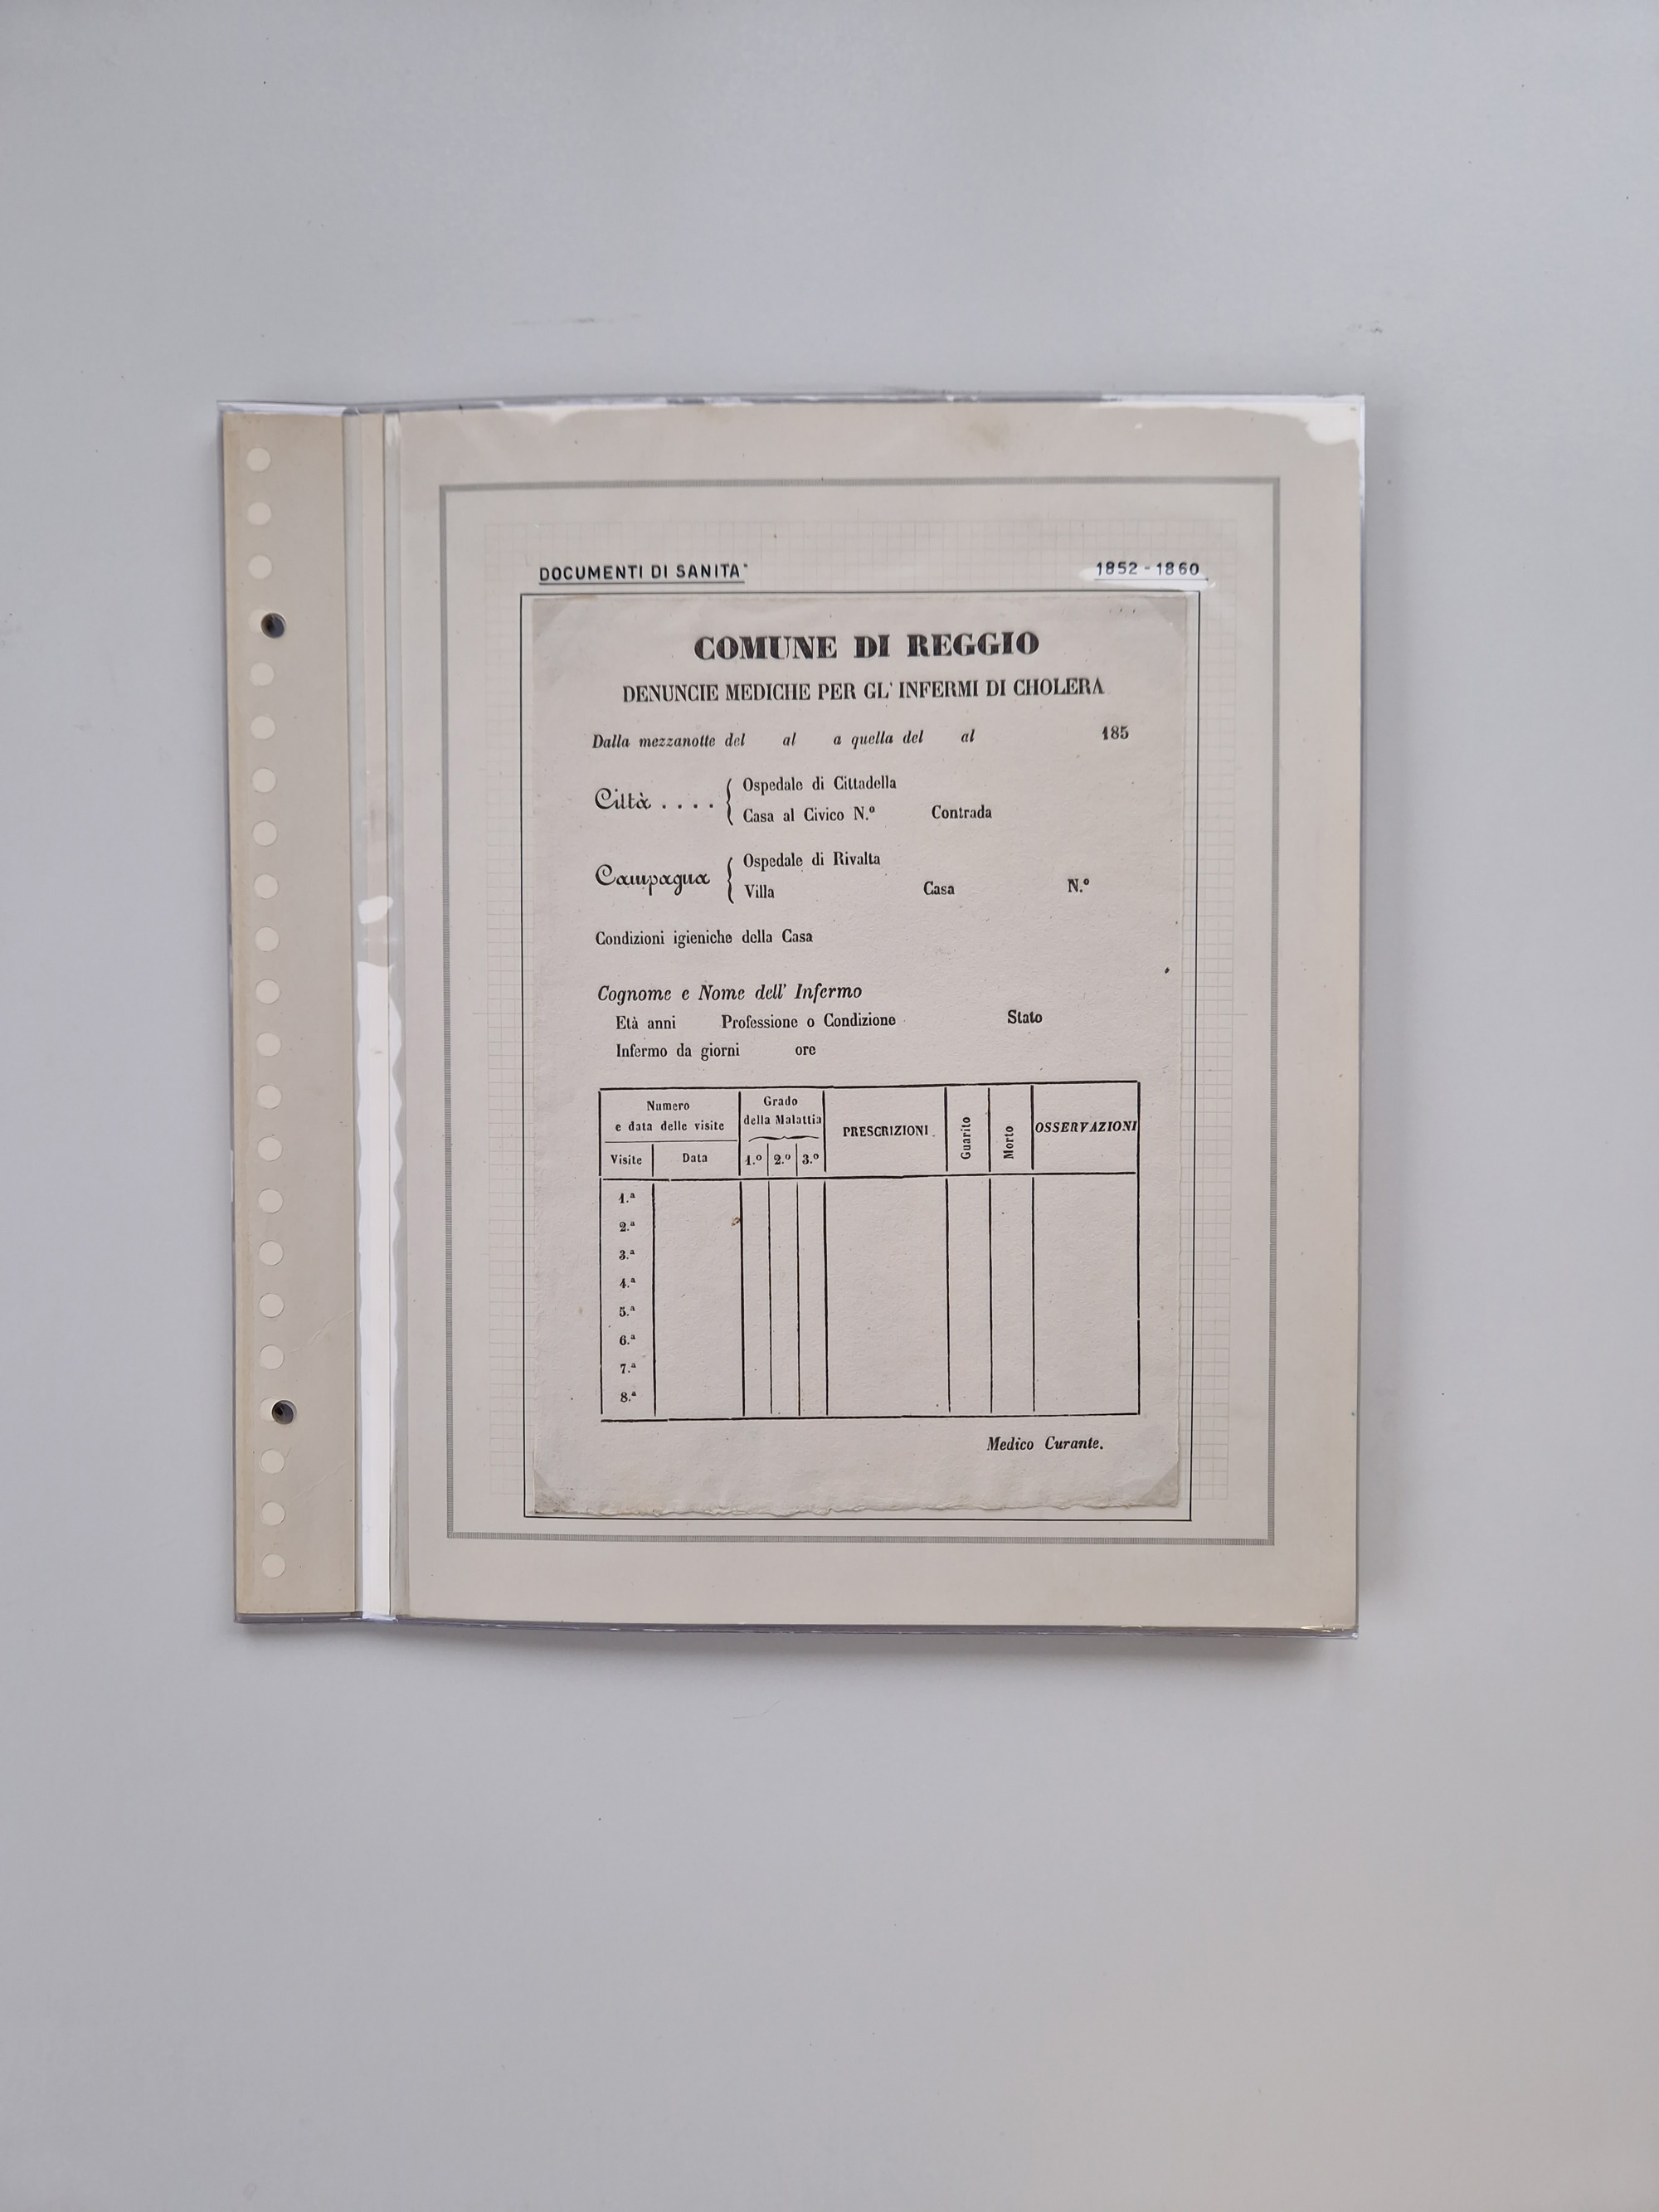 DOCUMENTI DI SANITA' 1852-1860
COMUNE DI REGGIO
DENUNCIE MEDICHE PER GL' INFERMI DI CHOLERA
Dalla mezzanotte del al a quella del al 185
Città . . . . { Ospedale di Cittadella
Casa al Civico N.º Contrada
Campagna { Ospedale di Rivalta
Villa Casa N.º
Condizioni igieniche della Casa
Cognome e Nome dell' Infermo
Età anni Professione o Condizione Stato
Infermo da giorni ore
Numero
e data delle visite
Visite Data
Grado
della Malattia
1.º 2.º 3.º
PRESCRIZIONI.
Guarito
Morto
OSSERVAZIONI
1.ª
2.ª
3.ª
4.ª
5.ª
6.ª
7.ª
8.ª
Medico Curante.